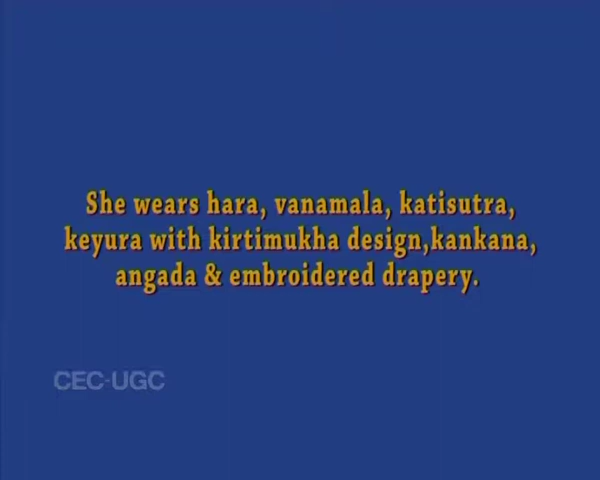 She wears hara, vanamala, katisutra,
keyura with kirtimukha design,kankana,
angada & embroidered drapery.
CEC-UGC